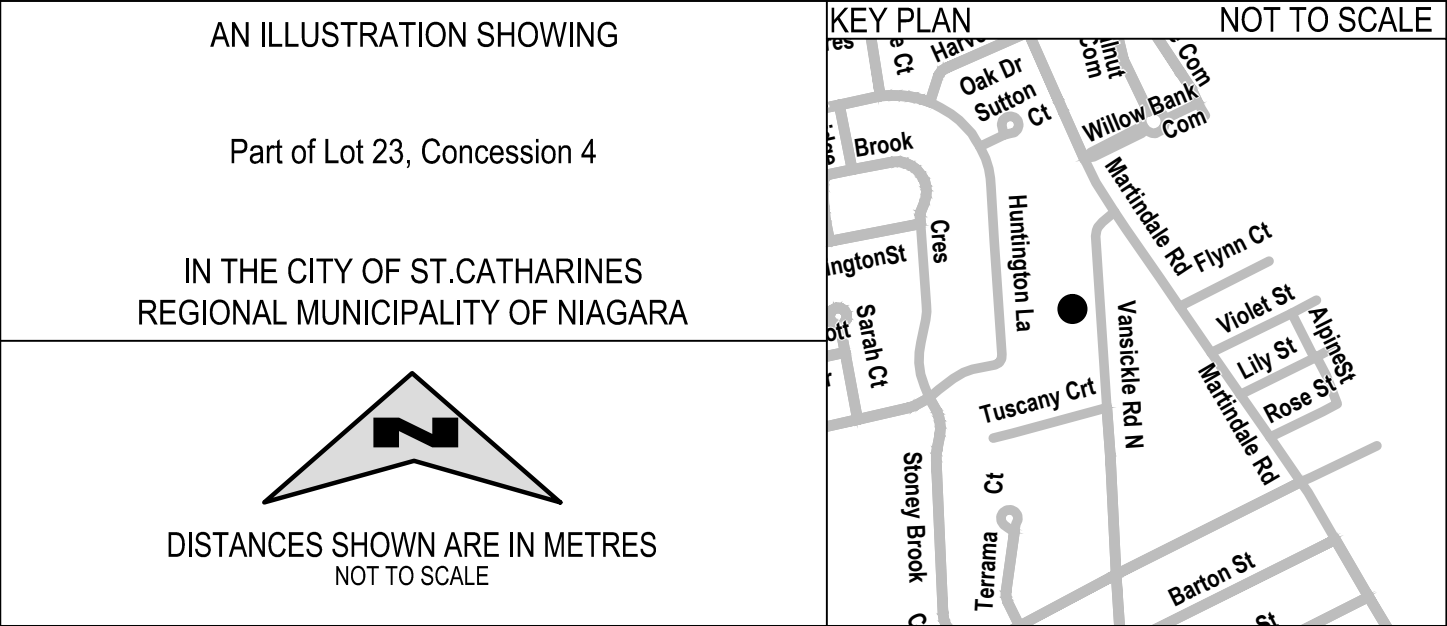 AN ILLUSTRATION SHOWING
Part of Lot 23, Concession 4
IN THE CITY OF ST.CATHARINES
REGIONAL MUNICIPALITY OF NIAGARA
N
DISTANCES SHOWN ARE IN METRES
NOT TO SCALE
KEY PLAN NOT TO SCALE
Ct
Oak Dr
Sutton
Ct
Com
Com
Willow Bank
Com
Brook
Cres
Huntington La
Martindale Rd
Flynn Ct
Violet St
Lily St
AlpineSt
Rose St
Martindale Rd
Vansickle Rd N
Sarah Ct
Tuscany Crt
Stoney Brook
Terrama Ct
Barton St
St